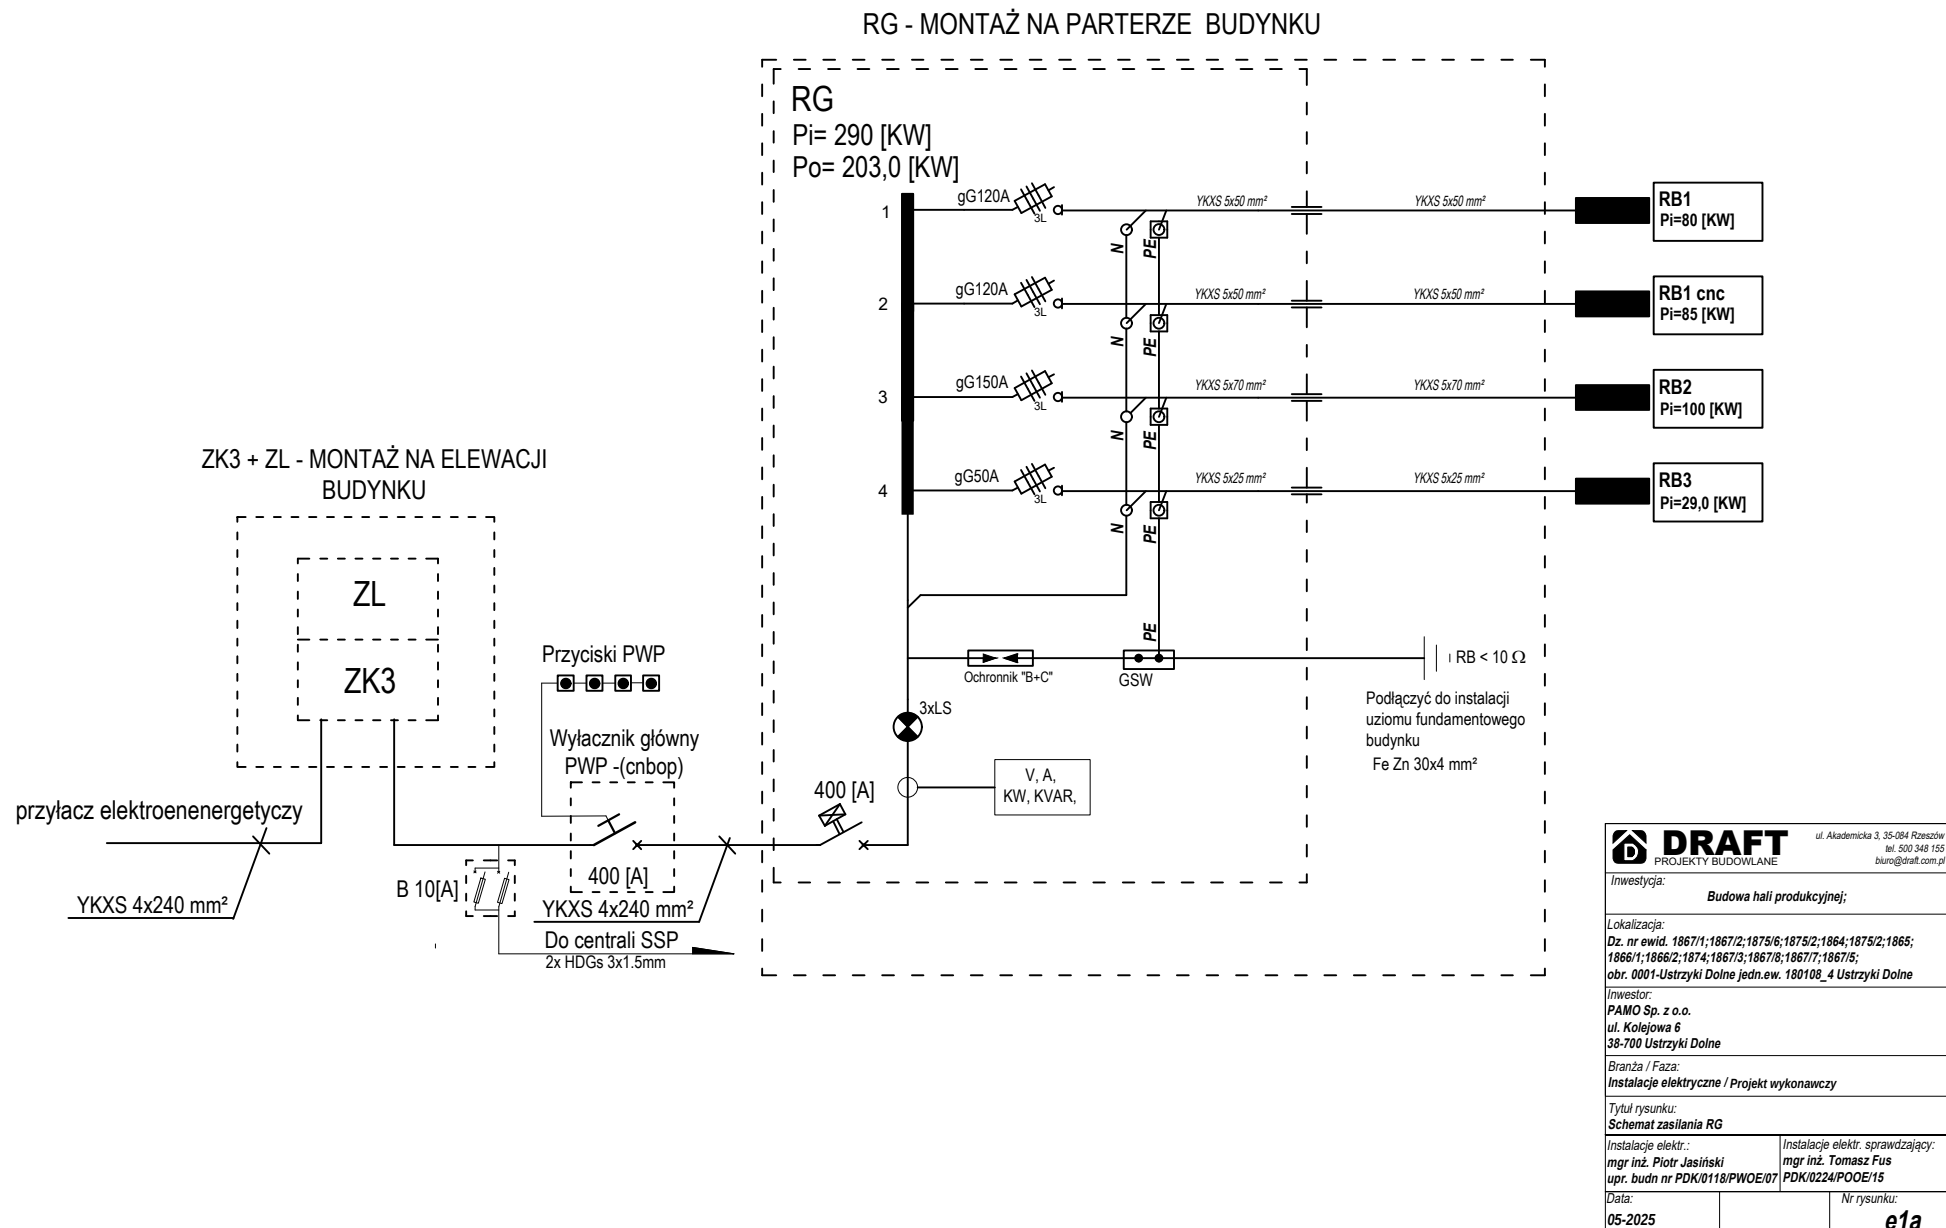 RG - MONTAŻ NA PARTERZE BUDYNKU
RG
Pi= 290 [KW]
Po= 203,0 [KW]
1
gG120A
3L
N
PE
YKXS 5x50 mm²
YKXS 5x50 mm²
RB1
Pi=80 [KW]
2
gG120A
3L
N
PE
YKXS 5x50 mm²
YKXS 5x50 mm²
RB1 cnc
Pi=85 [KW]
3
gG150A
3L
N
PE
YKXS 5x70 mm²
YKXS 5x70 mm²
RB2
Pi=100 [KW]
4
gG50A
3L
N
PE
YKXS 5x25 mm²
YKXS 5x25 mm²
RB3
Pi=29,0 [KW]
PE
Ochronnik "B+C"
GSW
RB < 10 Ω
Podłączyć do instalacji
uziomu fundamentowego
budynku
Fe Zn 30x4 mm²
3xLS
V, A,
KW, KVAR,
400 [A]
ZK3 + ZL - MONTAŻ NA ELEWACJI
BUDYNKU
ZL
ZK3
Przyciski PWP
Wyłacznik główny
PWP -(cnbop)
400 [A]
przyłacz elektroenenergetyczy
YKXS 4x240 mm²
B 10[A]
YKXS 4x240 mm²
Do centrali SSP
2x HDGs 3x1.5mm
D
DRAFT
PROJEKTY BUDOWLANE
ul. Akademicka 3, 35-084 Rzeszów
tel. 500 348 155
biuro@draft.com.pl
Inwestycja:
Budowa hali produkcyjnej;
Lokalizacja:
Dz. nr ewid. 1867/1;1867/2;1875/6;1875/2;1864;1875/2;1865;
1866/1;1866/2;1874;1867/3;1867/8;1867/7;1867/5;
obr. 0001-Ustrzyki Dolne jedn.ew. 180108_4 Ustrzyki Dolne
Inwestor:
PAMO Sp. z o.o.
ul. Kolejowa 6
38-700 Ustrzyki Dolne
Branża / Faza:
Instalacje elektryczne / Projekt wykonawczy
Tytuł rysunku:
Schemat zasilania RG
Instalacje elektr.:
mgr inż. Piotr Jasiński
upr. budn nr PDK/0118/PWOE/07
Instalacje elektr. sprawdzający:
mgr inż. Tomasz Fus
PDK/0224/POOE/15
Data:
05-2025
Nr rysunku:
e1a